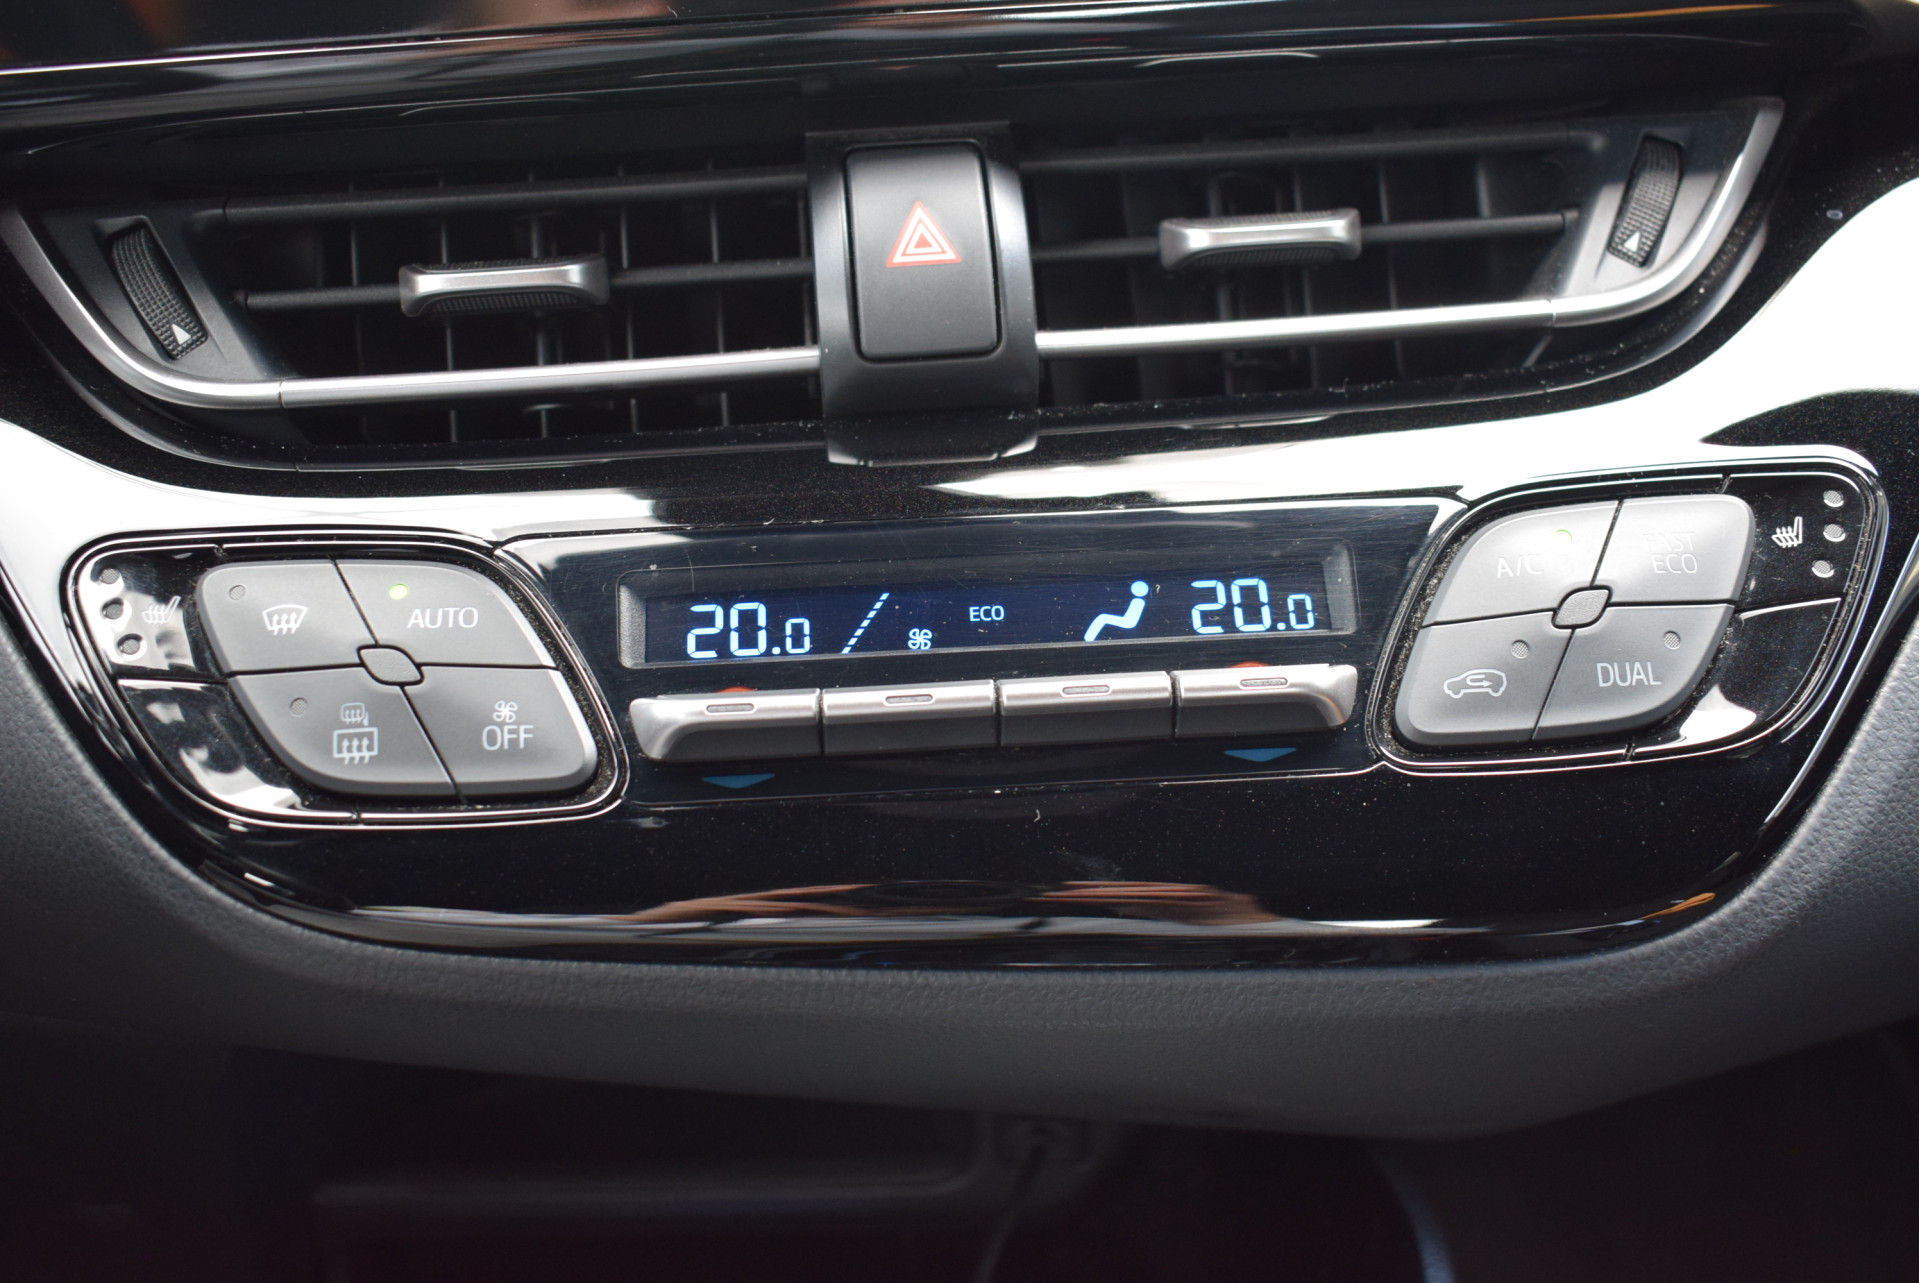 20.0 ECO 20.0
AUTO
OFF
A/C
FAST
ECO
DUAL